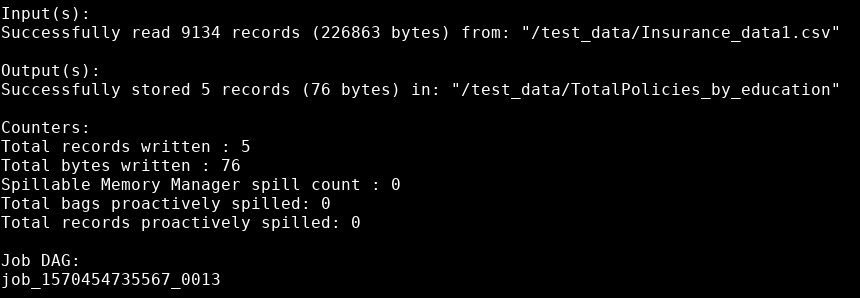 Input(s):
Successfully read 9134 records (226863 bytes) from: "/test_data/Insurance_data1.csv"
Output(s):
Successfully stored 5 records (76 bytes) in: "/test_data/TotalPolicies_by_education"
Counters:
Total records written : 5
Total bytes written : 76
Spillable Memory Manager spill count : 0
Total bags proactively spilled: 0
Total records proactively spilled: 0
Job DAG:
job_1570454735567_0013